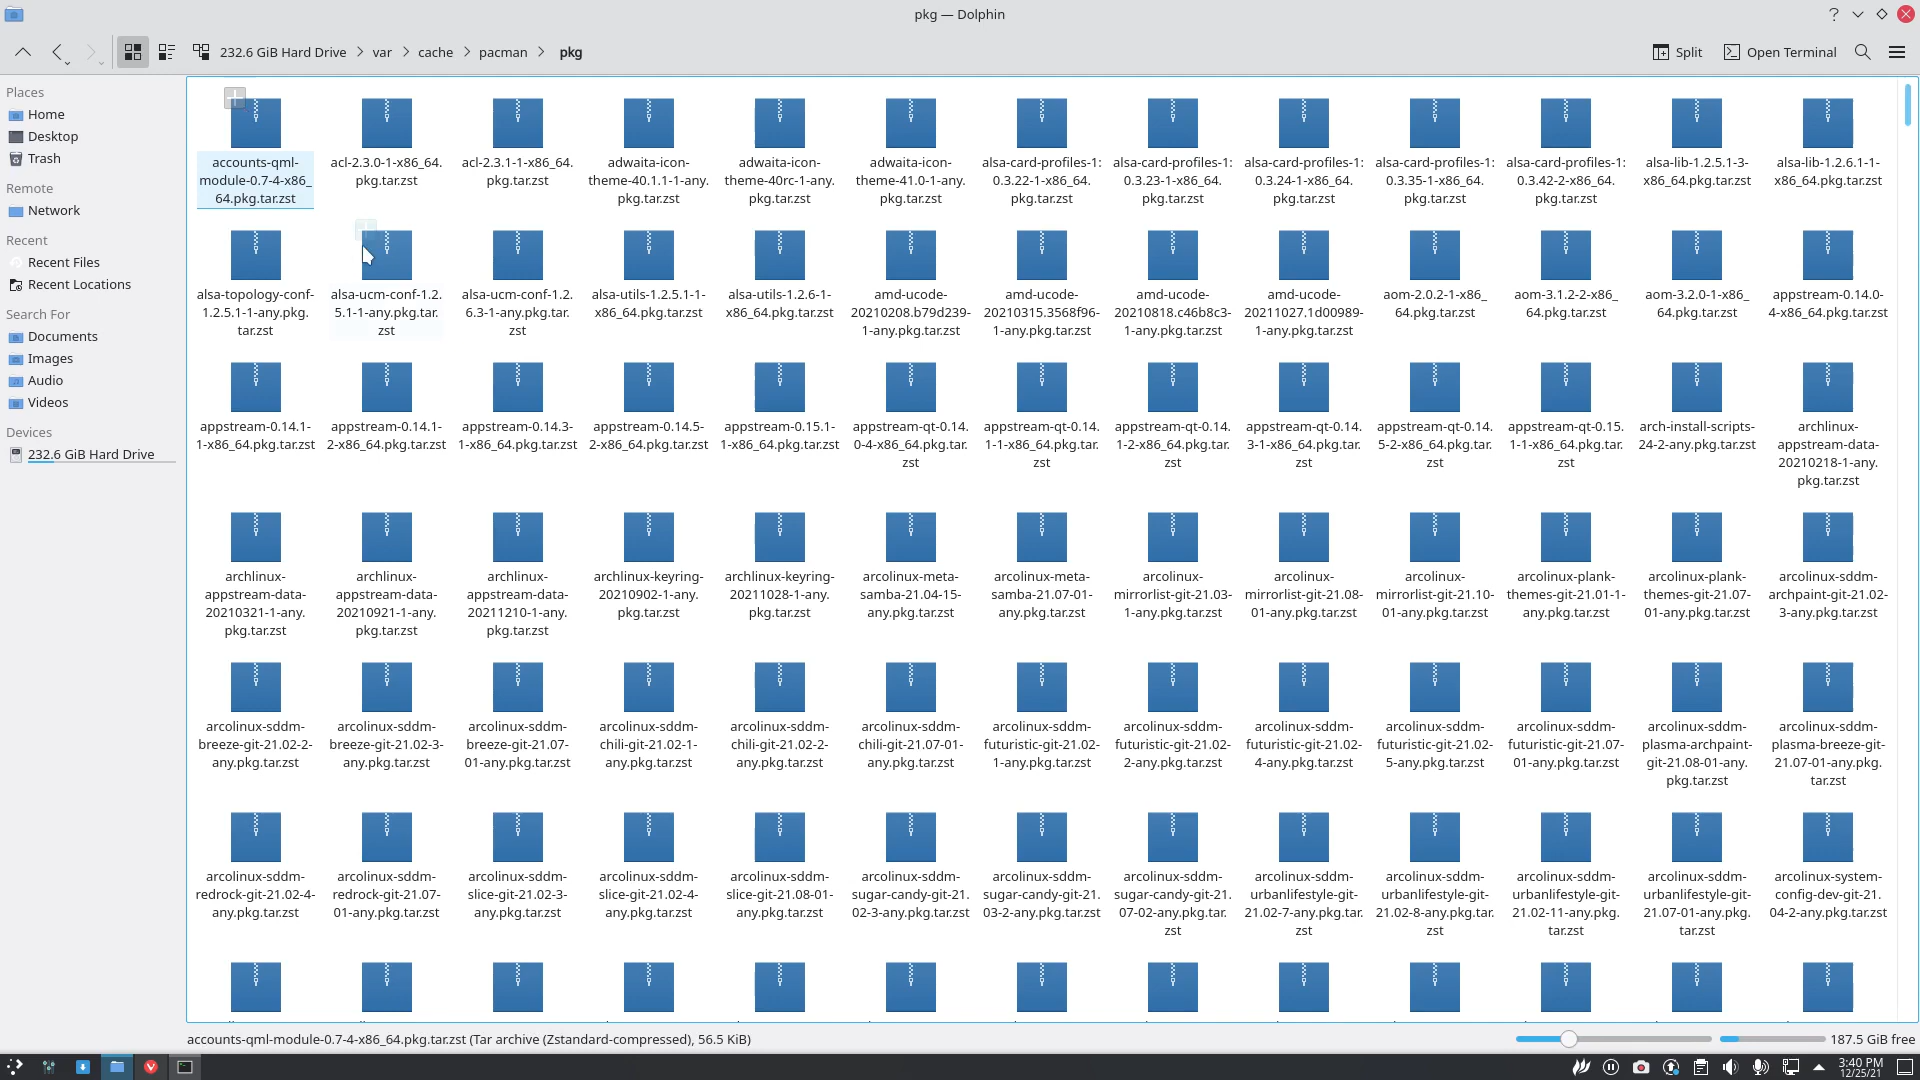 pkg — Dolphin
232.6 GiB Hard Drive > var > cache > pacman > pkg
Split
Open Terminal
Places
Home
Desktop
Trash
Remote
Network
Recent
Recent Files
Recent Locations
Search For
Documents
Images
Audio
Videos
Devices
232.6 GiB Hard Drive
accounts-qml-
module-0.7-4-x86_
64.pkg.tar.zst
acl-2.3.0-1-x86_64.
pkg.tar.zst
acl-2.3.1-1-x86_64.
pkg.tar.zst
adwaita-icon-
theme-40.1.1-1-any.
pkg.tar.zst
adwaita-icon-
theme-40rc-1-any.
pkg.tar.zst
adwaita-icon-
theme-41.0-1-any.
pkg.tar.zst
alsa-card-profiles-1:
0.3.22-1-x86_64.
pkg.tar.zst
alsa-card-profiles-1:
0.3.23-1-x86_64.
pkg.tar.zst
alsa-card-profiles-1:
0.3.24-1-x86_64.
pkg.tar.zst
alsa-card-profiles-1:
0.3.35-1-x86_64.
pkg.tar.zst
alsa-card-profiles-1:
0.3.42-2-x86_64.
pkg.tar.zst
alsa-lib-1.2.5.1-3-
x86_64.pkg.tar.zst
alsa-lib-1.2.6.1-1-
x86_64.pkg.tar.zst
alsa-topology-conf-
1.2.5.1-1-any.pkg.
tar.zst
alsa-ucm-conf-1.2.
5.1-1-any.pkg.tar.
zst
alsa-ucm-conf-1.2.
6.3-1-any.pkg.tar.
zst
alsa-utils-1.2.5.1-1-
x86_64.pkg.tar.zst
alsa-utils-1.2.6-1-
x86_64.pkg.tar.zst
amd-ucode-
20210208.b79d239-
1-any.pkg.tar.zst
amd-ucode-
20210315.3568f96-
1-any.pkg.tar.zst
amd-ucode-
20210818.c46b8c3-
1-any.pkg.tar.zst
amd-ucode-
20211027.1d00989-
1-any.pkg.tar.zst
aom-2.0.2-1-x86_
64.pkg.tar.zst
aom-3.1.2-2-x86_
64.pkg.tar.zst
aom-3.2.0-1-x86_
64.pkg.tar.zst
appstream-0.14.0-
4-x86_64.pkg.tar.zst
appstream-0.14.1-
1-x86_64.pkg.tar.zst
appstream-0.14.1-
2-x86_64.pkg.tar.zst
appstream-0.14.3-
1-x86_64.pkg.tar.zst
appstream-0.14.5-
2-x86_64.pkg.tar.zst
appstream-0.15.1-
1-x86_64.pkg.tar.zst
appstream-qt-0.14.
0-4-x86_64.pkg.tar.
zst
appstream-qt-0.14.
1-1-x86_64.pkg.tar.
zst
appstream-qt-0.14.
1-2-x86_64.pkg.tar.
zst
appstream-qt-0.14.
3-1-x86_64.pkg.tar.
zst
appstream-qt-0.14.
5-2-x86_64.pkg.tar.
zst
appstream-qt-0.15.
1-1-x86_64.pkg.tar.
zst
arch-install-scripts-
24-2-any.pkg.tar.zst
archlinux-
appstream-data-
20210218-1-any.
pkg.tar.zst
archlinux-
appstream-data-
20210321-1-any.
pkg.tar.zst
archlinux-
appstream-data-
20210921-1-any.
pkg.tar.zst
archlinux-
appstream-data-
20211210-1-any.
pkg.tar.zst
archlinux-keyring-
20210902-1-any.
pkg.tar.zst
archlinux-keyring-
20211028-1-any.
pkg.tar.zst
arcolinux-meta-
samba-21.04-15-
any.pkg.tar.zst
arcolinux-meta-
samba-21.07-01-
any.pkg.tar.zst
arcolinux-
mirrorlist-git-21.03-
1-any.pkg.tar.zst
arcolinux-
mirrorlist-git-21.08-
01-any.pkg.tar.zst
arcolinux-
mirrorlist-git-21.10-
01-any.pkg.tar.zst
arcolinux-plank-
themes-git-21.01-1-
any.pkg.tar.zst
arcolinux-plank-
themes-git-21.07-
01-any.pkg.tar.zst
arcolinux-sddm-
archpaint-git-21.02-
3-any.pkg.tar.zst
arcolinux-sddm-
breeze-git-21.02-2-
any.pkg.tar.zst
arcolinux-sddm-
breeze-git-21.02-3-
any.pkg.tar.zst
arcolinux-sddm-
breeze-git-21.07-
01-any.pkg.tar.zst
arcolinux-sddm-
chili-git-21.02-1-
any.pkg.tar.zst
arcolinux-sddm-
chili-git-21.02-2-
any.pkg.tar.zst
arcolinux-sddm-
chili-git-21.07-01-
any.pkg.tar.zst
arcolinux-sddm-
futuristic-git-21.02-
1-any.pkg.tar.zst
arcolinux-sddm-
futuristic-git-21.02-
2-any.pkg.tar.zst
arcolinux-sddm-
futuristic-git-21.02-
4-any.pkg.tar.zst
arcolinux-sddm-
futuristic-git-21.02-
5-any.pkg.tar.zst
arcolinux-sddm-
futuristic-git-21.07-
01-any.pkg.tar.zst
arcolinux-sddm-
plasma-archpaint-
git-21.08-01-any.
pkg.tar.zst
arcolinux-sddm-
plasma-breeze-git-
21.07-01-any.pkg.
tar.zst
arcolinux-sddm-
redrock-git-21.02-4-
any.pkg.tar.zst
arcolinux-sddm-
redrock-git-21.07-
01-any.pkg.tar.zst
arcolinux-sddm-
slice-git-21.02-3-
any.pkg.tar.zst
arcolinux-sddm-
slice-git-21.02-4-
any.pkg.tar.zst
arcolinux-sddm-
slice-git-21.08-01-
any.pkg.tar.zst
arcolinux-sddm-
sugar-candy-git-21.
02-3-any.pkg.tar.zst
arcolinux-sddm-
sugar-candy-git-21.
03-2-any.pkg.tar.zst
arcolinux-sddm-
sugar-candy-git-21.
07-02-any.pkg.tar.
zst
arcolinux-sddm-
urbanlifestyle-git-
21.02-7-any.pkg.tar.
zst
arcolinux-sddm-
urbanlifestyle-git-
21.02-8-any.pkg.tar.
zst
arcolinux-sddm-
urbanlifestyle-git-
21.02-11-any.pkg.
tar.zst
arcolinux-sddm-
urbanlifestyle-git-
21.07-01-any.pkg.
tar.zst
arcolinux-system-
config-dev-git-21.
04-2-any.pkg.tar.zst
accounts-qml-module-0.7-4-x86_64.pkg.tar.zst (Tar archive (Zstandard-compressed), 56.5 KiB)
187.5 GiB free
3:40 PM
12/25/21